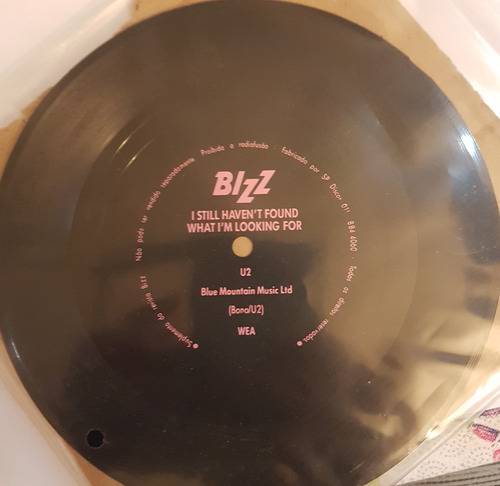 BIZZ
I STILL HAVEN'T FOUND
WHAT I'M LOOKING FOR
U2
Blue Mountain Music Ltd
(Bono/U2)
WEA
Suplemento da revista Bizz · Não pode ser vendido separadamente · Proibida a radiofusão · Fabricado por SP Discos 011 884 4060 · Todos os direitos reservados